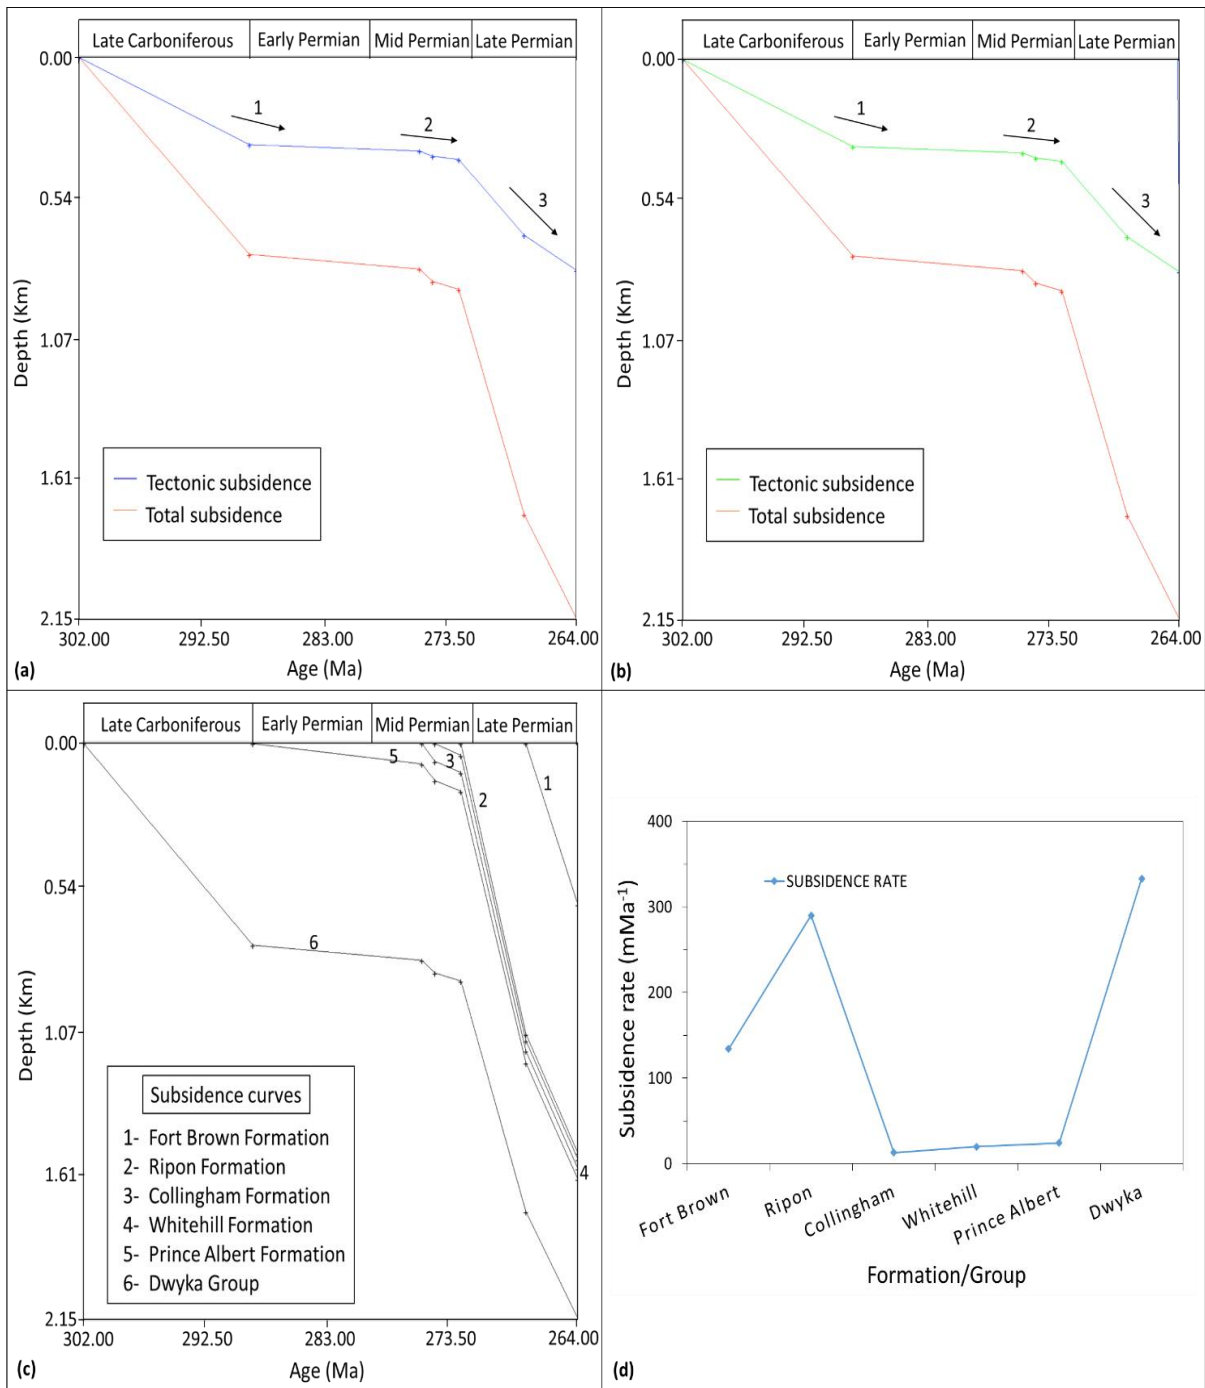 Late Carboniferous Early Permian Mid Permian Late Permian
0.00
0.54
1.07
1.61
2.15
Depth (Km)
1
2
3
Tectonic subsidence
Total subsidence
302.00 292.50 283.00 273.50 264.00
Age (Ma)
(a)
Late Carboniferous Early Permian Mid Permian Late Permian
0.00
0.54
1.07
1.61
2.15
Depth (Km)
1
2
3
Tectonic subsidence
Total subsidence
302.00 292.50 283.00 273.50 264.00
Age (Ma)
(b)
Late Carboniferous Early Permian Mid Permian Late Permian
0.00
0.54
1.07
1.61
2.15
Depth (Km)
5
3
2
1
6
4
Subsidence curves
1- Fort Brown Formation
2- Ripon Formation
3- Collingham Formation
4- Whitehill Formation
5- Prince Albert Formation
6- Dwyka Group
302.00 292.50 283.00 273.50 264.00
Age (Ma)
(c)
400
300
200
100
0
Subsidence rate (mMa⁻¹)
SUBSIDENCE RATE
Fort Brown Ripon Collingham Whitehill Prince Albert Dwyka
Formation/Group
(d)